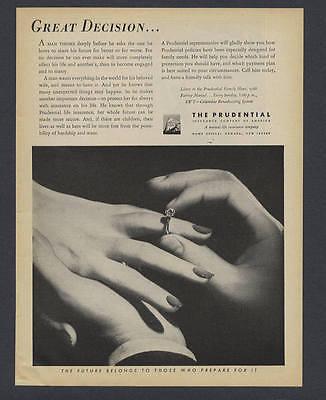 GREAT DECISION...
A MAN THINKS deeply before he asks the one he
loves to share his future for better or for worse. For
no decision he can ever make will more completely
affect his life and another's, than to become engaged
and to marry.
A man wants everything in the world for his beloved
wife, and means to do it. And yet he knows that
many unexpected things may happen. So he makes
another important decision—to protect her for always
with insurance on his life. He knows that through
Prudential life insurance, her whole future can be
made more secure. And, if there are children, their
lives as well as hers will be more free from the possi-
bility of hardship and want.
A Prudential representative will gladly show you how
Prudential policies have been especially designed for
family needs. He will help you decide which kind of
protection you should have, and which payment is best
suited to your circumstances. Call him today,
and have a friendly talk with him.
Listen to the Prudential Family Hour, with
Every Sunday, 5:00 p.m.,
EWT—Columbia Broadcasting System
THE PRUDENTIAL
INSURANCE COMPANY OF AMERICA
A mutual life insurance company
HOME OFFICE: NEWARK, NEW JERSEY
THE FUTURE BELONGS TO THOSE WHO PREPARE FOR IT